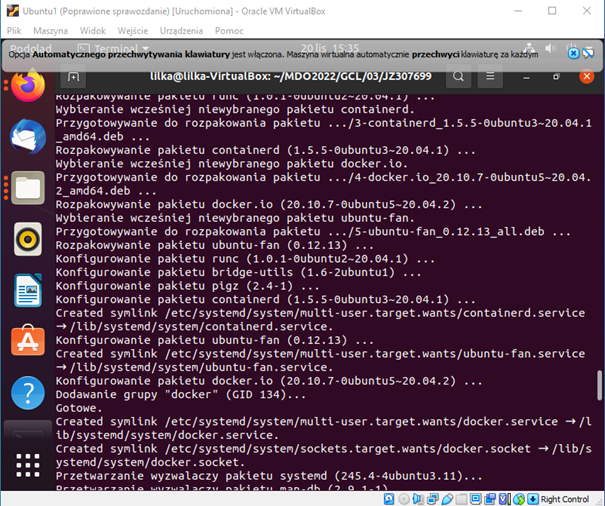 Ubuntu1 (Poprawione sprawozdanie) [Uruchomiona] - Oracle VM VirtualBox
Plik Maszyna Widok Wejście Urządzenia Pomoc
Podgląd Terminal 20 lis 15:35
Opcja Automatycznego przechwytywania klawiatury jest włączona. Maszyna wirtualna automatycznie przechwyci klawiaturę za każdym
lilka@lilka-VirtualBox: ~/MDO2022/GCL/03/JZ307699
Rozpakowywanie pakietu runc (1.0.1-0ubuntu2~20.04.1) ...
Wybieranie wcześniej niewybranego pakietu containerd.
Przygotowywanie do rozpakowania pakietu .../3-containerd_1.5.5-0ubuntu3~20.04.1
_amd64.deb ...
Rozpakowywanie pakietu containerd (1.5.5-0ubuntu3~20.04.1) ...
Wybieranie wcześniej niewybranego pakietu docker.io.
Przygotowywanie do rozpakowania pakietu .../4-docker.io_20.10.7-0ubuntu5~20.04.
2_amd64.deb ...
Rozpakowywanie pakietu docker.io (20.10.7-0ubuntu5~20.04.2) ...
Wybieranie wcześniej niewybranego pakietu ubuntu-fan.
Przygotowywanie do rozpakowania pakietu .../5-ubuntu-fan_0.12.13_all.deb ...
Rozpakowywanie pakietu ubuntu-fan (0.12.13) ...
Konfigurowanie pakietu runc (1.0.1-0ubuntu2~20.04.1) ...
Konfigurowanie pakietu bridge-utils (1.6-2ubuntu1) ...
Konfigurowanie pakietu pigz (2.4-1) ...
Konfigurowanie pakietu containerd (1.5.5-0ubuntu3~20.04.1) ...
Created symlink /etc/systemd/system/multi-user.target.wants/containerd.service
→ /lib/systemd/system/containerd.service.
Konfigurowanie pakietu ubuntu-fan (0.12.13) ...
Created symlink /etc/systemd/system/multi-user.target.wants/ubuntu-fan.service
→ /lib/systemd/system/ubuntu-fan.service.
Konfigurowanie pakietu docker.io (20.10.7-0ubuntu5~20.04.2) ...
Dodawanie grupy "docker" (GID 134)...
Gotowe.
Created symlink /etc/systemd/system/multi-user.target.wants/docker.service → /l
ib/systemd/system/docker.service.
Created symlink /etc/systemd/system/sockets.target.wants/docker.socket → /lib/s
ystemd/system/docker.socket.
Przetwarzanie wyzwalaczy pakietu systemd (245.4-4ubuntu3.11)...
Przetwarzanie wyzwalaczy pakietu man-db (2.9.1-1)...
Right Control